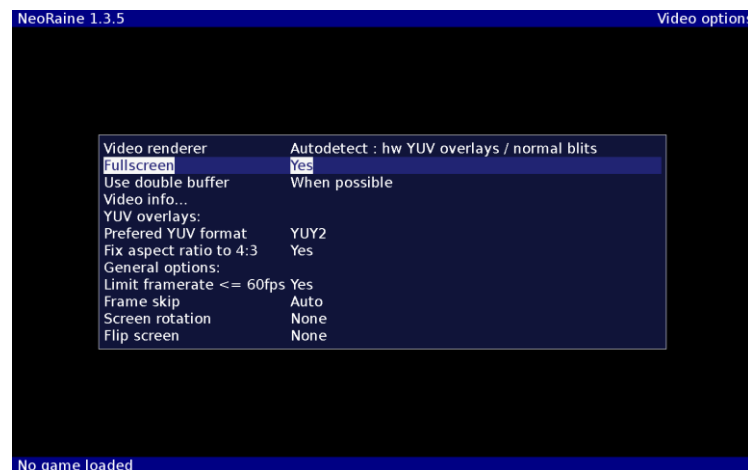 NeoRaine 1.3.5 Video options
Video renderer Autodetect : hw YUV overlays / normal blits
Fullscreen Yes
Use double buffer When possible
Video info...
YUV overlays:
Prefered YUV format YUY2
Fix aspect ratio to 4:3 Yes
General options:
Limit framerate <= 60fps Yes
Frame skip Auto
Screen rotation None
Flip screen None
No game loaded